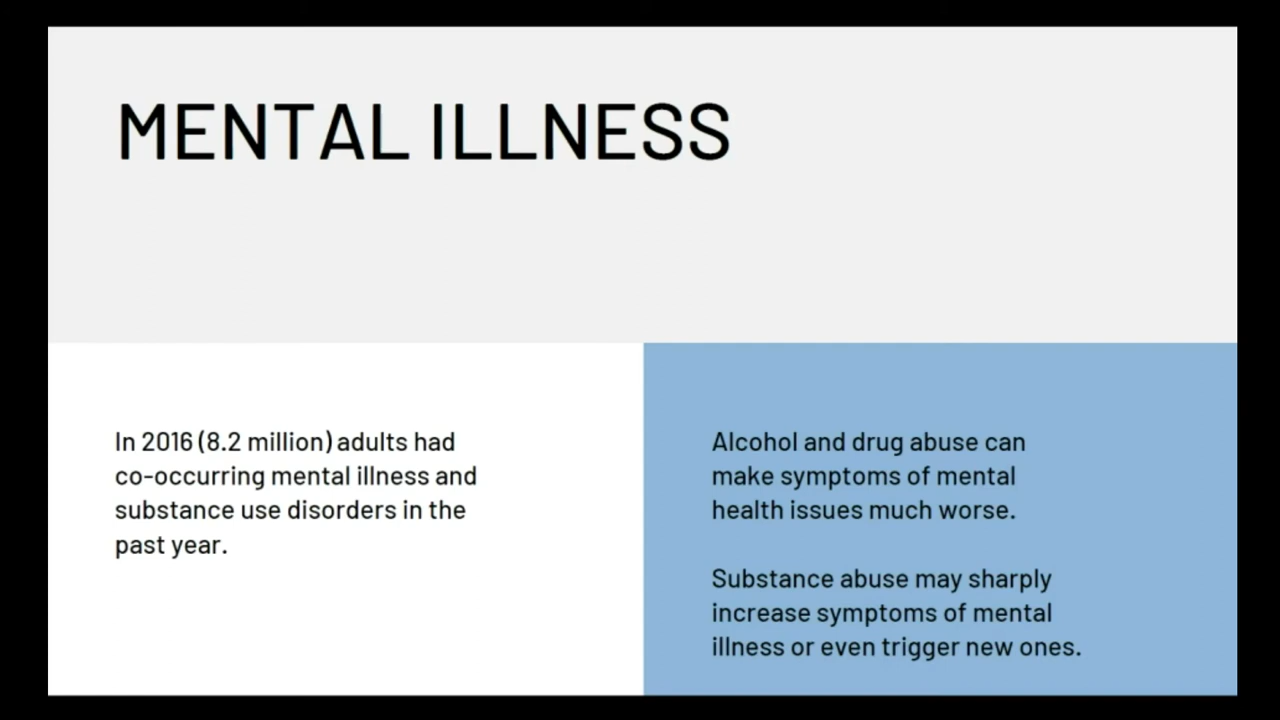 MENTAL ILLNESS
In 2016 (8.2 million) adults had
co-occurring mental illness and
substance use disorders in the
past year.
Alcohol and drug abuse can
make symptoms of mental
health issues much worse.
Substance abuse may sharply
increase symptoms of mental
illness or even trigger new ones.